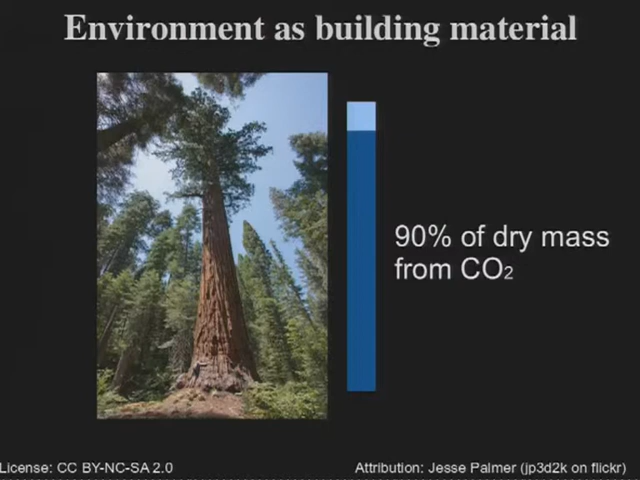 Environment as building material
90% of dry mass
from CO₂
License: CC BY-NC-SA 2.0
Attribution: Jesse Palmer (jp3d2k on flickr)